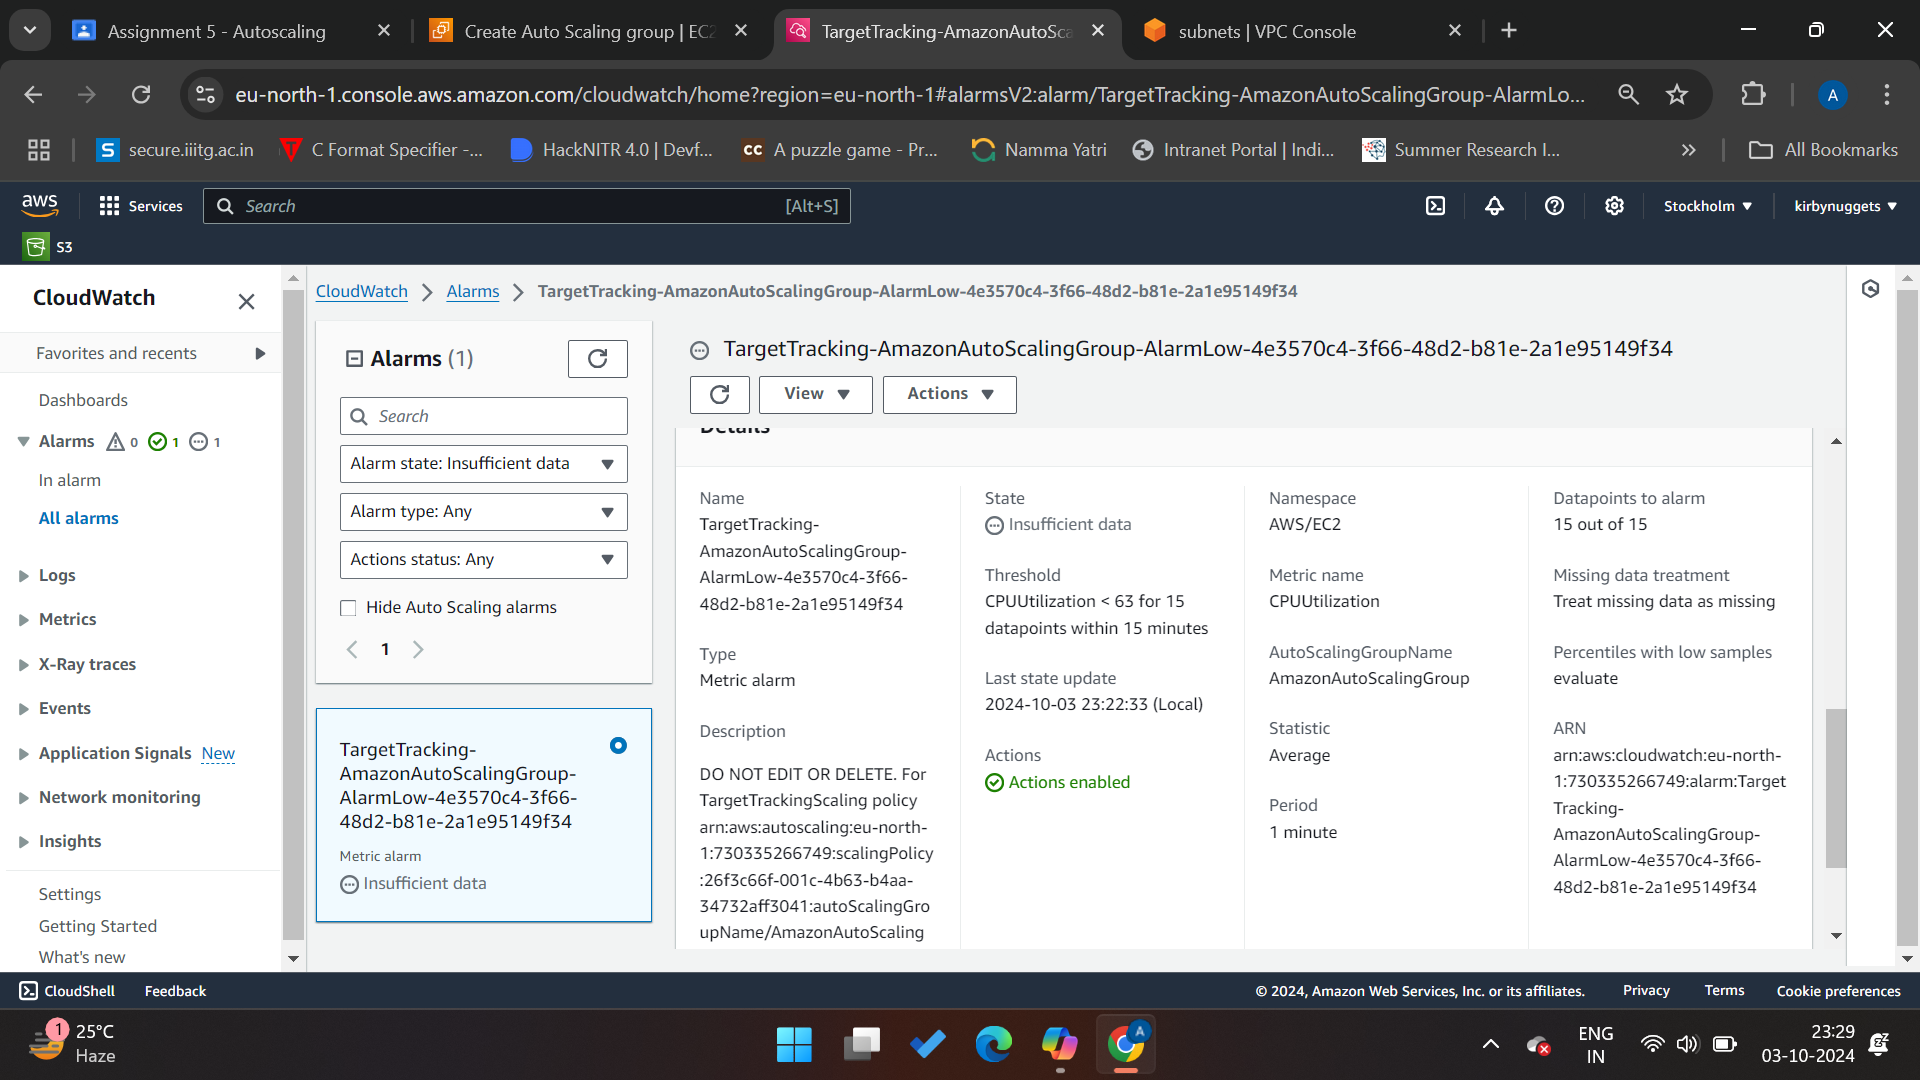 Assignment 5 - Autoscaling
Create Auto Scaling group | EC2
TargetTracking-AmazonAutoSca
subnets | VPC Console
eu-north-1.console.aws.amazon.com/cloudwatch/home?region=eu-north-1#alarmsV2:alarm/TargetTracking-AmazonAutoScalingGroup-AlarmLo...
A
secure.iiitg.ac.in
C Format Specifier -...
HackNITR 4.0 | Devf...
A puzzle game - Pr...
Namma Yatri
Intranet Portal | Indi...
Summer Research I...
All Bookmarks
aws
Services
Search
[Alt+S]
Stockholm
kirbynuggets
S3
CloudWatch
Favorites and recents
Dashboards
Alarms 0 1 1
In alarm
All alarms
Logs
Metrics
X-Ray traces
Events
Application Signals New
Network monitoring
Insights
Settings
Getting Started
What's new
CloudWatch
Alarms
TargetTracking-AmazonAutoScalingGroup-AlarmLow-4e3570c4-3f66-48d2-b81e-2a1e95149f34
Alarms (1)
Search
Alarm state: Insufficient data
Alarm type: Any
Actions status: Any
Hide Auto Scaling alarms
1
TargetTracking-
AmazonAutoScalingGroup-
AlarmLow-4e3570c4-3f66-
48d2-b81e-2a1e95149f34
Metric alarm
Insufficient data
TargetTracking-AmazonAutoScalingGroup-AlarmLow-4e3570c4-3f66-48d2-b81e-2a1e95149f34
View
Actions
Details
Name
TargetTracking-
AmazonAutoScalingGroup-
AlarmLow-4e3570c4-3f66-
48d2-b81e-2a1e95149f34
Type
Metric alarm
Description
DO NOT EDIT OR DELETE. For
TargetTrackingScaling policy
arn:aws:autoscaling:eu-north-
1:730335266749:scalingPolicy
:26f3c66f-001c-4b63-b4aa-
34732aff3041:autoScalingGro
upName/AmazonAutoScaling
State
Insufficient data
Threshold
CPUUtilization < 63 for 15
datapoints within 15 minutes
Last state update
2024-10-03 23:22:33 (Local)
Actions
Actions enabled
Namespace
AWS/EC2
Metric name
CPUUtilization
AutoScalingGroupName
AmazonAutoScalingGroup
Statistic
Average
Period
1 minute
Datapoints to alarm
15 out of 15
Missing data treatment
Treat missing data as missing
Percentiles with low samples
evaluate
ARN
arn:aws:cloudwatch:eu-north-
1:730335266749:alarm:Target
Tracking-
AmazonAutoScalingGroup-
AlarmLow-4e3570c4-3f66-
48d2-b81e-2a1e95149f34
CloudShell
Feedback
© 2024, Amazon Web Services, Inc. or its affiliates.
Privacy
Terms
Cookie preferences
1
25°C
Haze
A
ENG
IN
23:29
03-10-2024